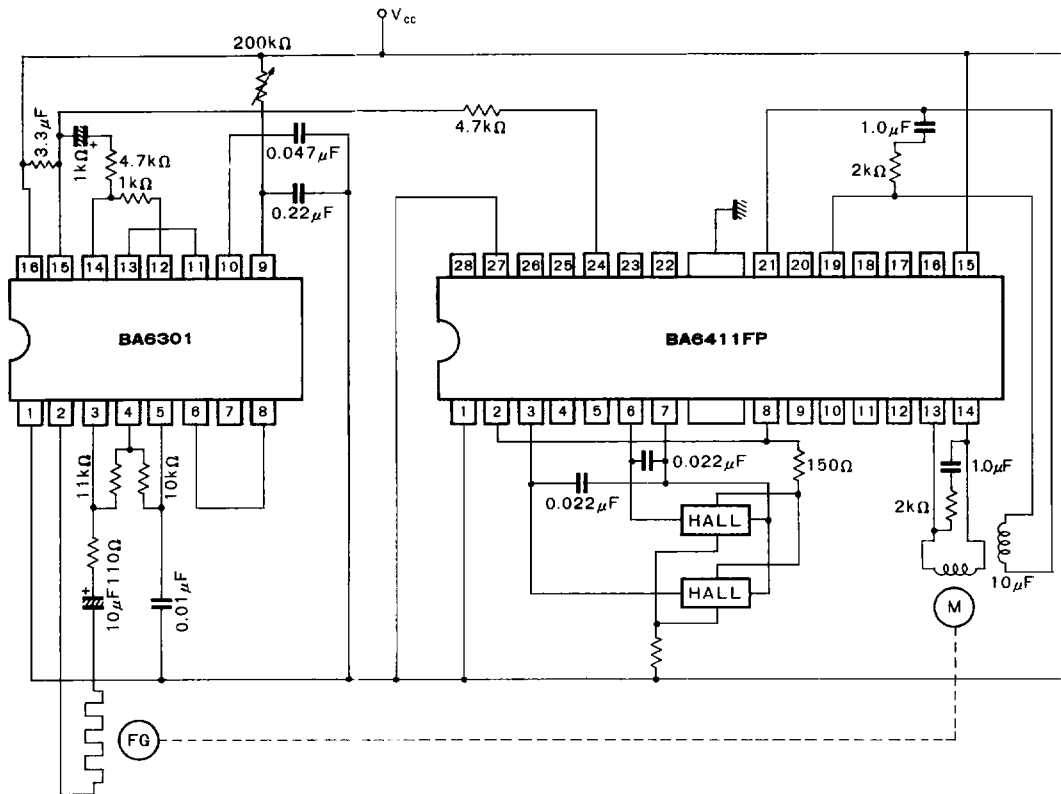 Vcc
200kΩ
3.3μF
1kΩ
+
4.7kΩ
1kΩ
0.047μF
0.22μF
4.7kΩ
1.0μF
2kΩ
16 15 14 13 12 11 10 9
28 27 26 25 24 23 22 21 20 19 18 17 16 15
BA6301
BA6411FP
1 2 3 4 5 6 7 8
1 2 3 4 5 6 7 8 9 10 11 12 13 14
11kΩ
10kΩ
0.022μF
150Ω
1.0μF
0.022μF
2kΩ
HALL
110Ω
+
10μF
0.01μF
HALL
10μF
M
FG